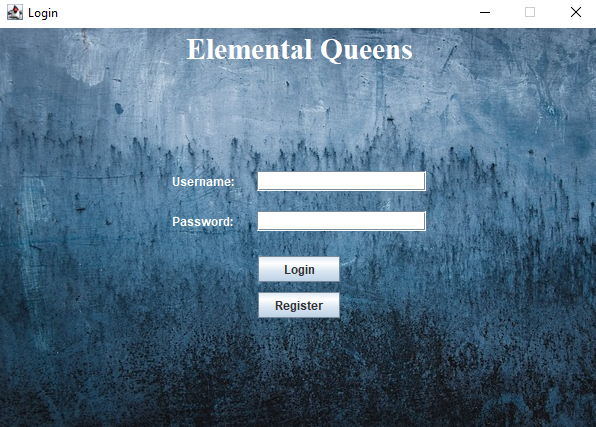 Login
Elemental Queens
Username:
Password:
Login
Register